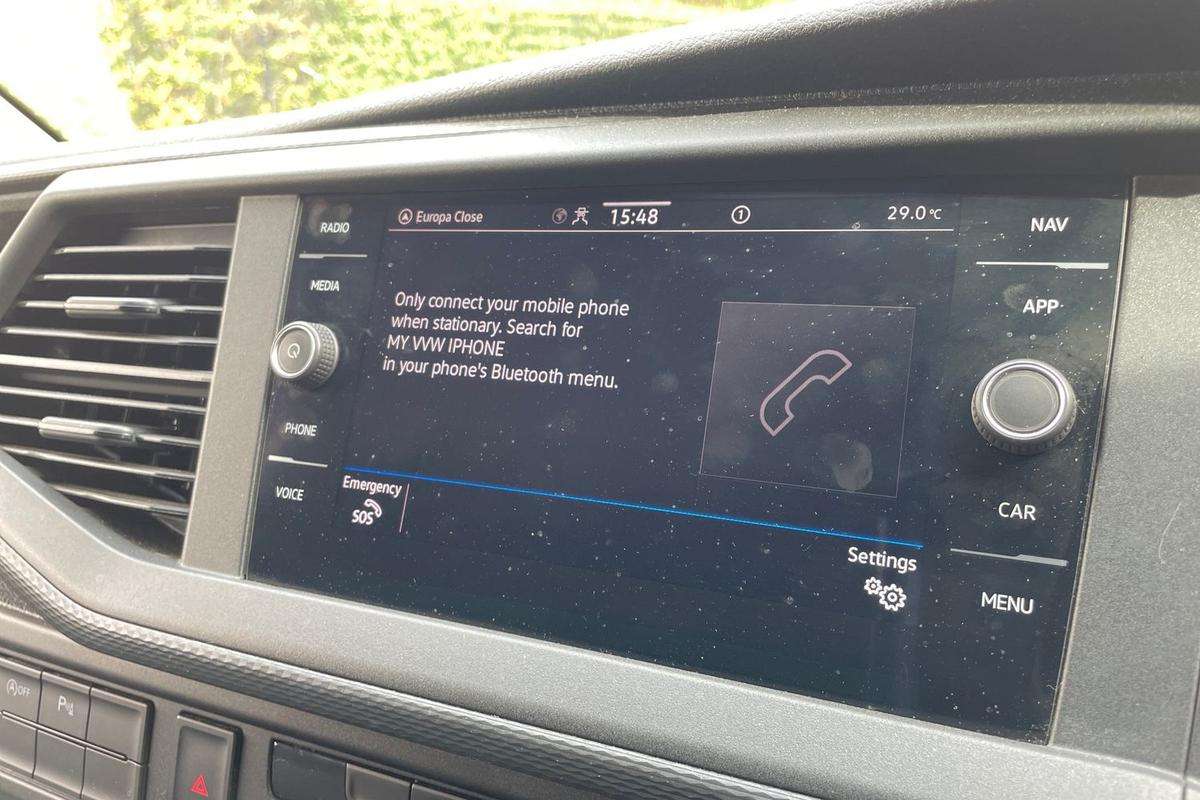 RADIO
MEDIA
PHONE
VOICE
Europa Close
15:48
1
29.0°C
Only connect your mobile phone
when stationary. Search for
MY VW IPHONE
in your phone's Bluetooth menu.
Emergency
SOS
Settings
NAV
APP
CAR
MENU
A OFF
P